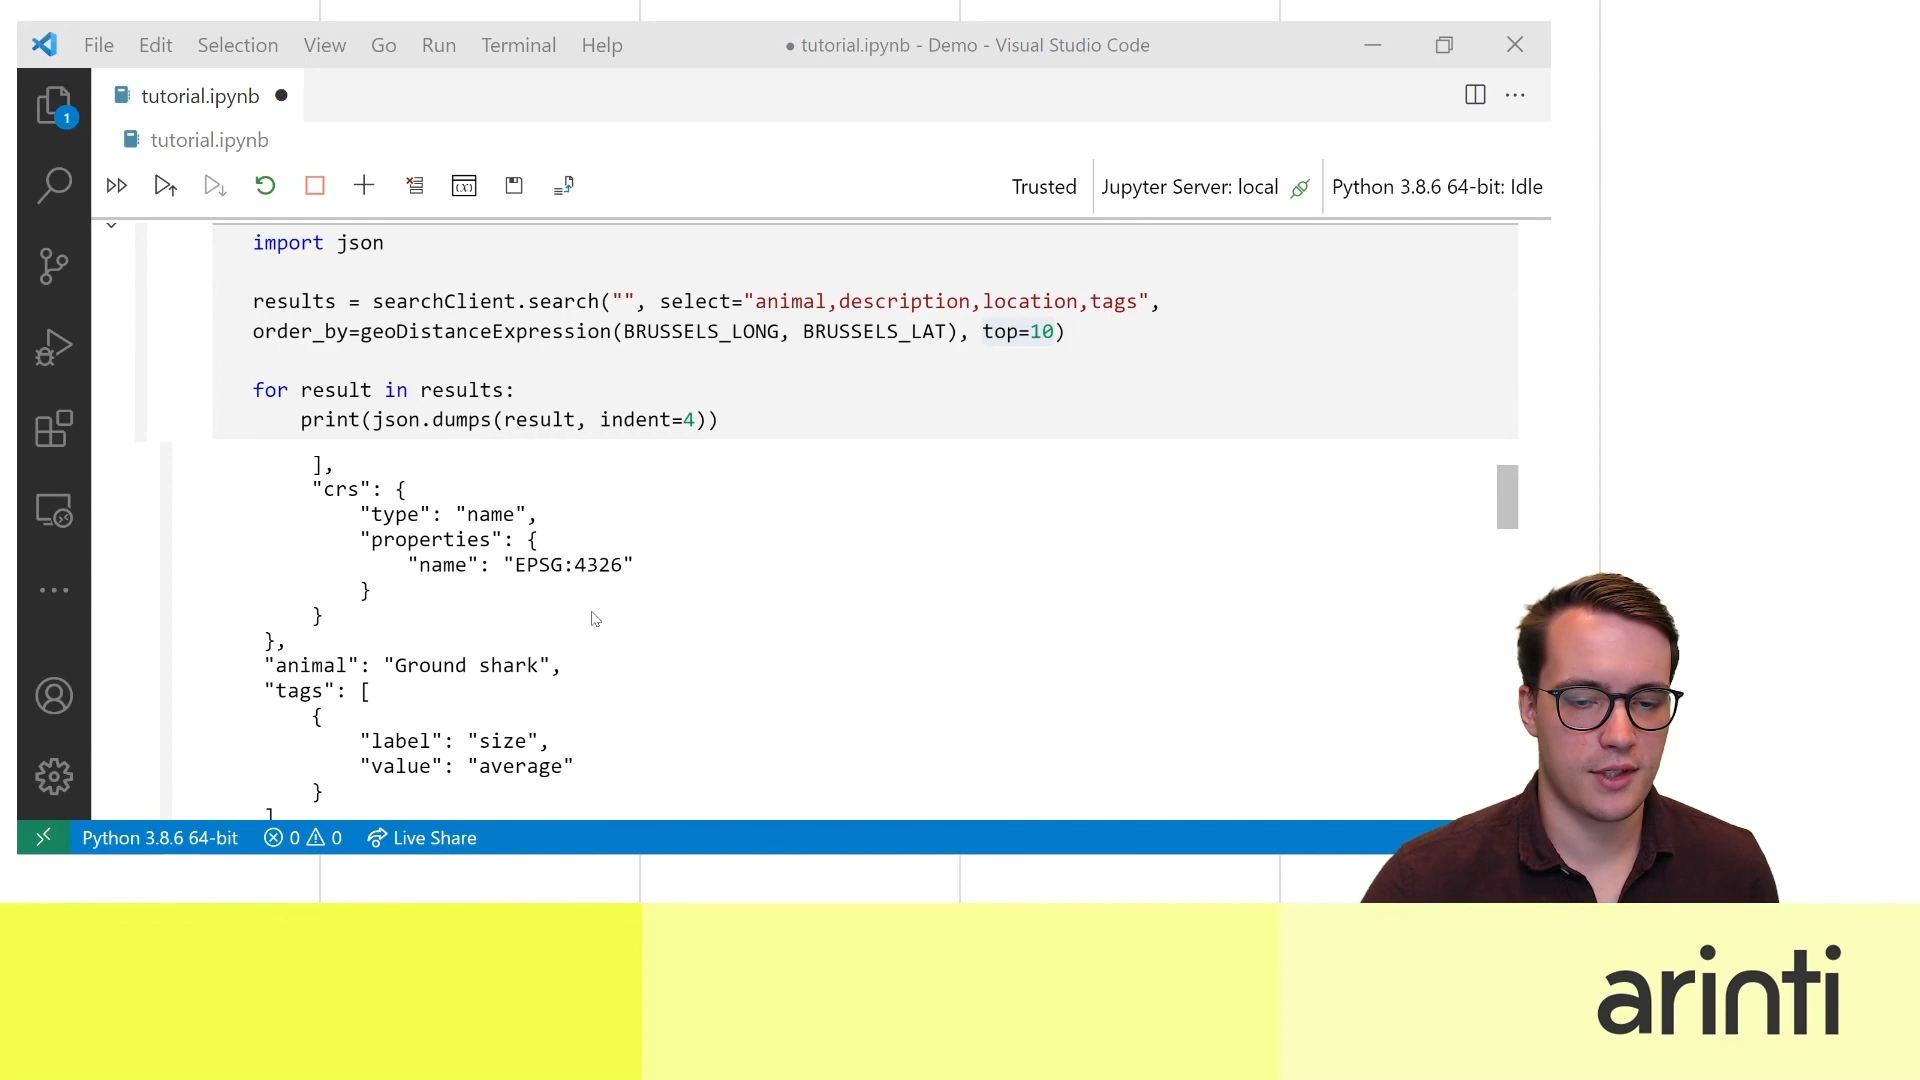 File Edit Selection View Go Run Terminal Help ● tutorial.ipynb - Demo - Visual Studio Code
tutorial.ipynb ●
1
tutorial.ipynb
Trusted Jupyter Server: local Python 3.8.6 64-bit: Idle
import json
results = searchClient.search("", select="animal,description,location,tags",
order_by=geoDistanceExpression(BRUSSELS_LONG, BRUSSELS_LAT), top=10)
for result in results:
    print(json.dumps(result, indent=4))
        ],
        "crs": {
            "type": "name",
            "properties": {
                "name": "EPSG:4326"
            }
        }
    },
    "animal": "Ground shark",
    "tags": [
        {
            "label": "size",
            "value": "average"
        }
    ]
Python 3.8.6 64-bit 0 0 Live Share
arinti